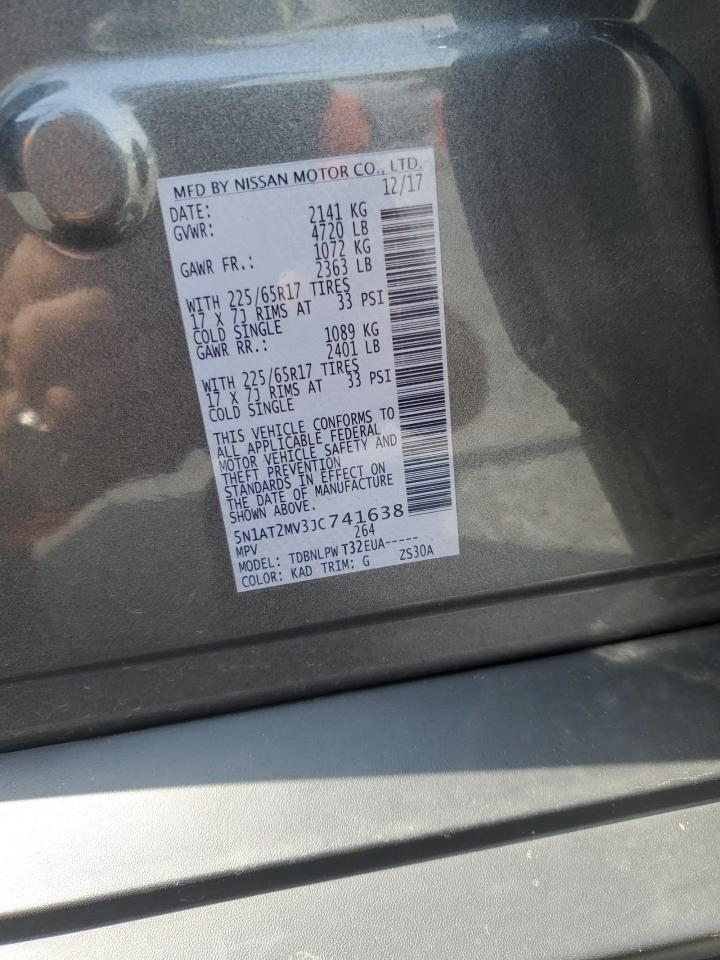 MFD BY NISSAN MOTOR CO., LTD.
DATE: 12/17
GVWR: 2141 KG
4720 LB
GAWR FR.: 1072 KG
2363 LB
WITH 225/65R17 TIRES
17 X 7J RIMS AT 33 PSI
COLD SINGLE
GAWR RR.: 1089 KG
2401 LB
WITH 225/65R17 TIRES
17 X 7J RIMS AT 33 PSI
COLD SINGLE
THIS VEHICLE CONFORMS TO
ALL APPLICABLE FEDERAL
MOTOR VEHICLE SAFETY AND
THEFT PREVENTION
STANDARDS IN EFFECT ON
THE DATE OF MANUFACTURE
SHOWN ABOVE.
5N1AT2MV3JC741638
MPV 264
MODEL: TDBNLPWT32EUA-----
COLOR: KAD TRIM: G ZS30A